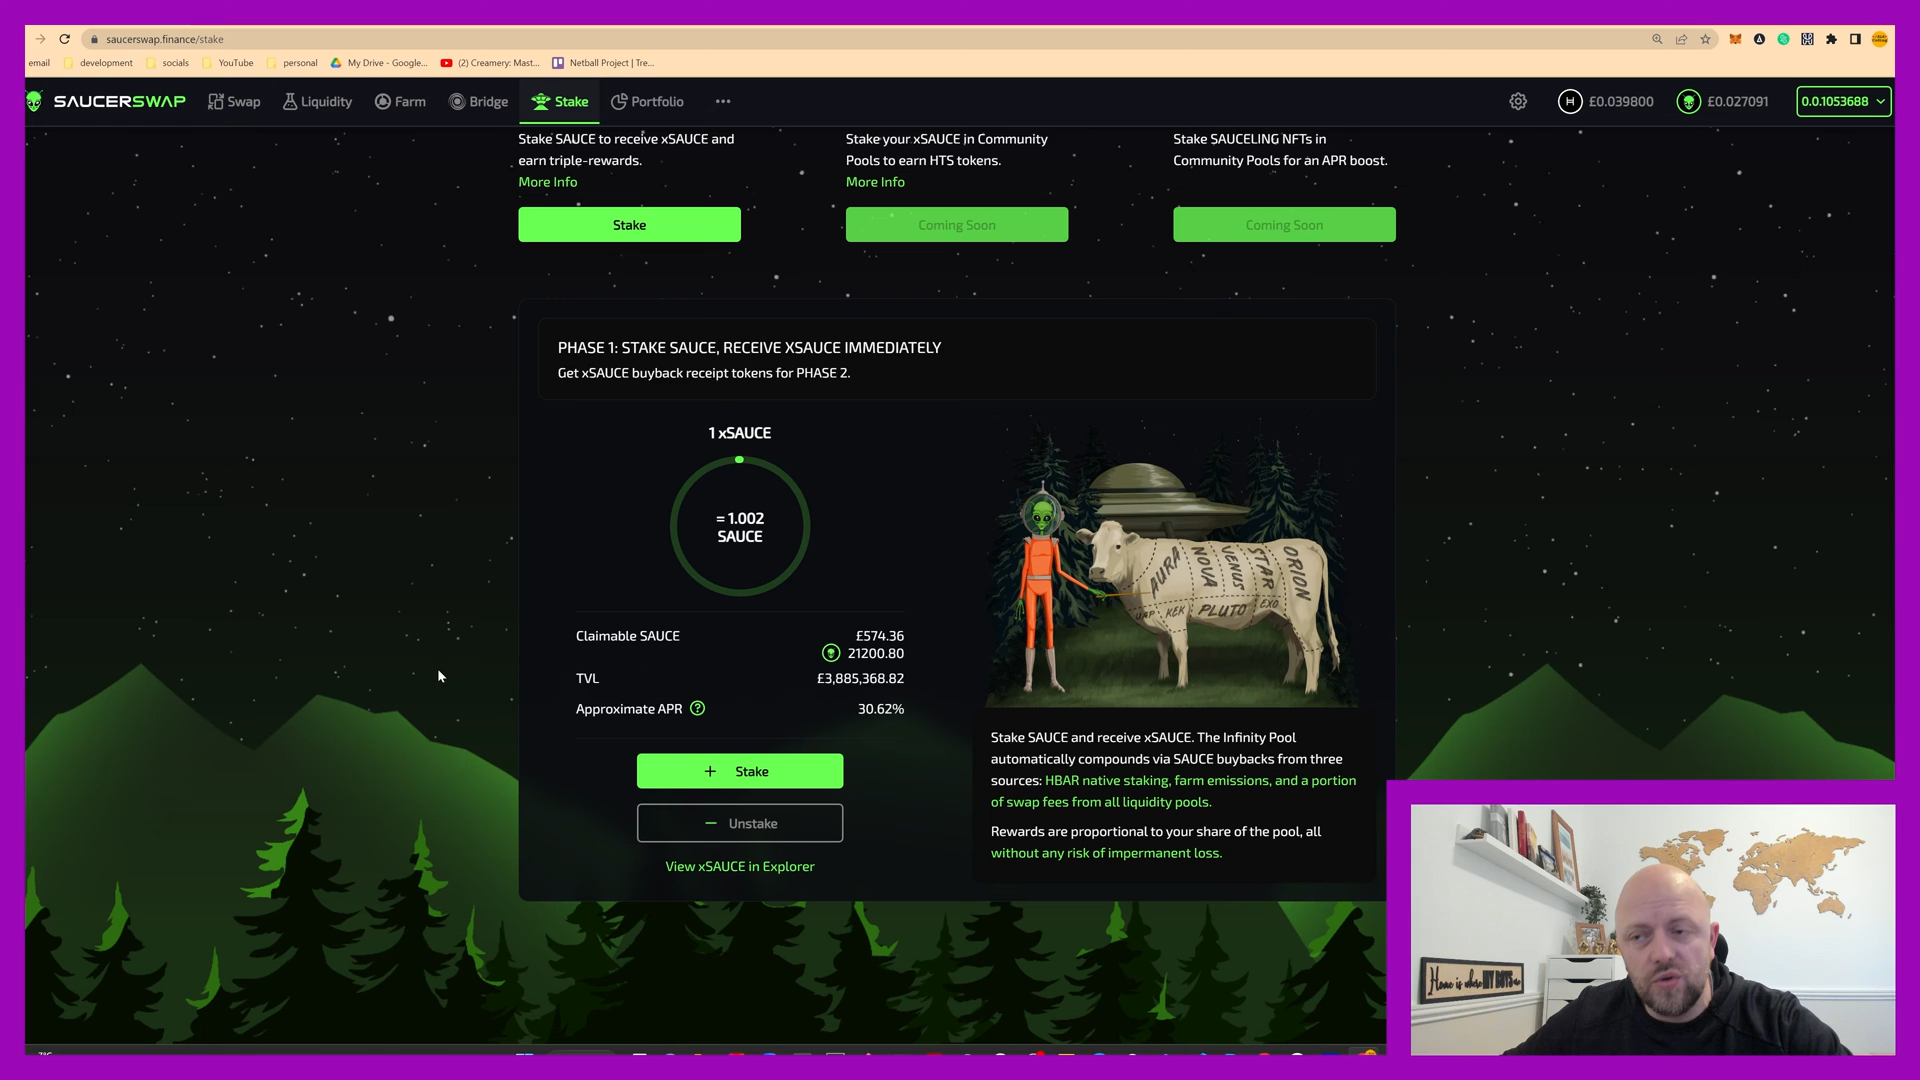 saucerswap.finance/stake
email development socials YouTube personal My Drive - Google... (2) Creamery: Mast... Netball Project | Tre...
SAUCERSWAP Swap Liquidity Farm Bridge Stake Portfolio ••• £0.039800 £0.027091 0.0.1053688
Stake SAUCE to receive xSAUCE and
earn triple-rewards.
More Info
Stake
Stake your xSAUCE in Community
Pools to earn HTS tokens.
More Info
Coming Soon
Stake SAUCELING NFTs in
Community Pools for an APR boost.
Coming Soon
PHASE 1: STAKE SAUCE, RECEIVE XSAUCE IMMEDIATELY
Get xSAUCE buyback receipt tokens for PHASE 2.
1 xSAUCE
= 1.002
SAUCE
Claimable SAUCE £574.36
21200.80
TVL £3,885,368.82
Approximate APR ? 30.62%
+ Stake
− Unstake
View xSAUCE in Explorer
AURA NOVA VENUS STAR ORION
KEK PLUTO EXO
Stake SAUCE and receive xSAUCE. The Infinity Pool
automatically compounds via SAUCE buybacks from three
sources: HBAR native staking, farm emissions, and a portion
of swap fees from all liquidity pools.
Rewards are proportional to your share of the pool, all
without any risk of impermanent loss.
Home is where MY BOYS